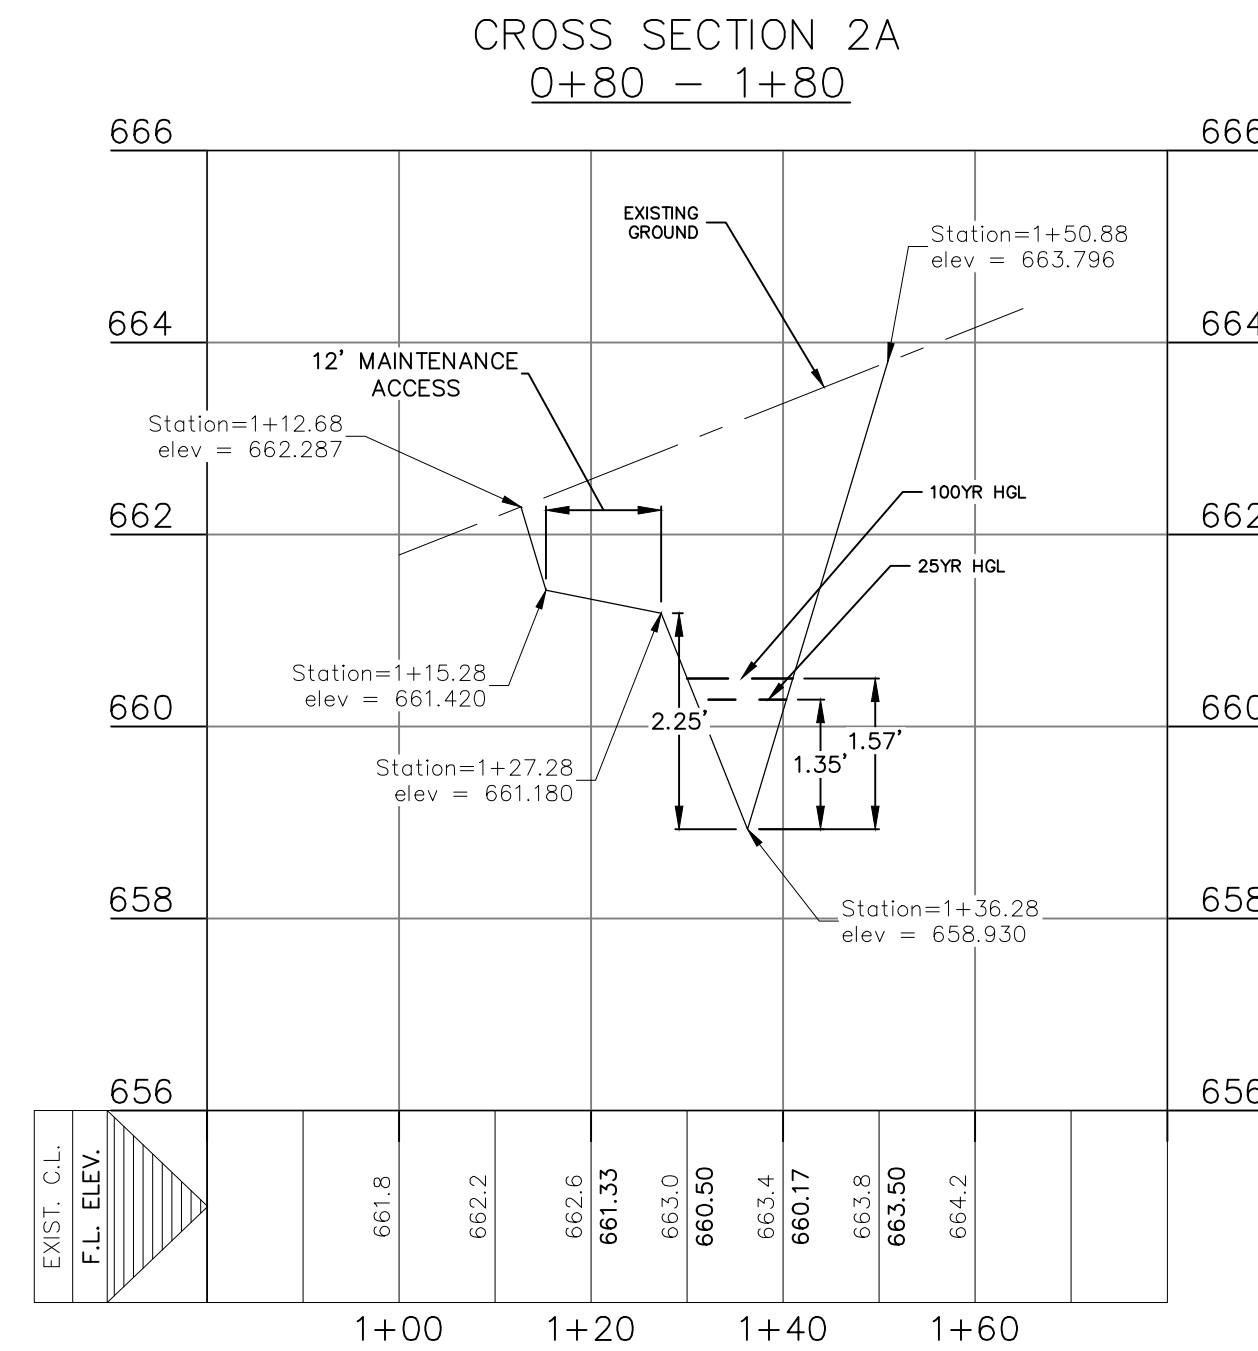 CROSS SECTION 2A
0+80 - 1+80
666
666
EXISTING
GROUND
Station=1+50.88
elev = 663.796
664
664
12' MAINTENANCE
ACCESS
Station=1+12.68
elev = 662.287
100YR HGL
662
662
25YR HGL
Station=1+15.28
elev = 661.420
660
660
2.25'
1.57'
1.35'
Station=1+27.28
elev = 661.180
658
658
Station=1+36.28
elev = 658.930
656
656
EXIST. C.L.
F.L. ELEV.
661.8
662.2
662.6
661.33
663.0
660.50
663.4
660.17
663.8
663.50
664.2
1+00
1+20
1+40
1+60